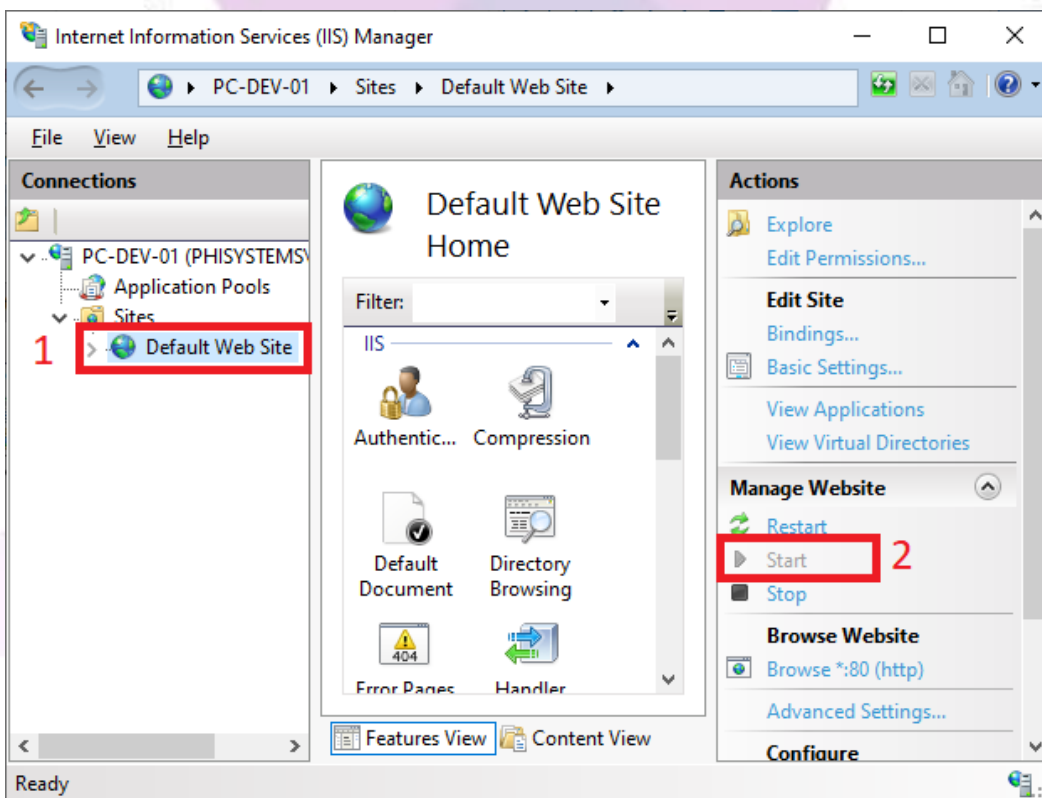 Internet Information Services (IIS) Manager
PC-DEV-01 Sites Default Web Site
File View Help
Connections
PC-DEV-01 (PHISYSTEMS\
Application Pools
Sites
1 Default Web Site
Default Web Site
Home
Filter:
IIS
Authentic... Compression
Default
Document
Directory
Browsing
404
Error Pages Handler
Features View Content View
Actions
Explore
Edit Permissions...
Edit Site
Bindings...
Basic Settings...
View Applications
View Virtual Directories
Manage Website
Restart
Start 2
Stop
Browse Website
Browse *:80 (http)
Advanced Settings...
Configure
Ready